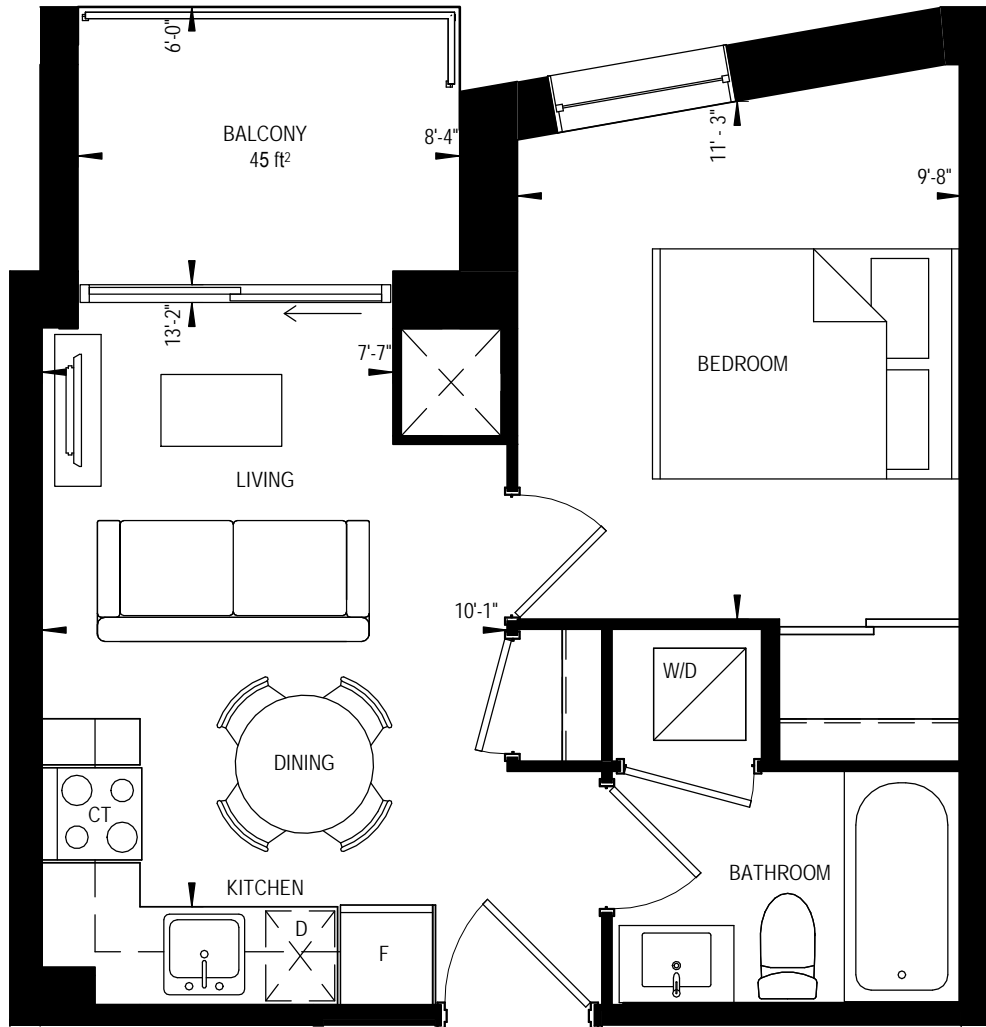 6'-0"
BALCONY
45 ft²
8'-4"
11' - 3"
9'-8"
13'-2"
7'-7"
BEDROOM
LIVING
10'-1"
W/D
DINING
CT
KITCHEN
BATHROOM
D
F